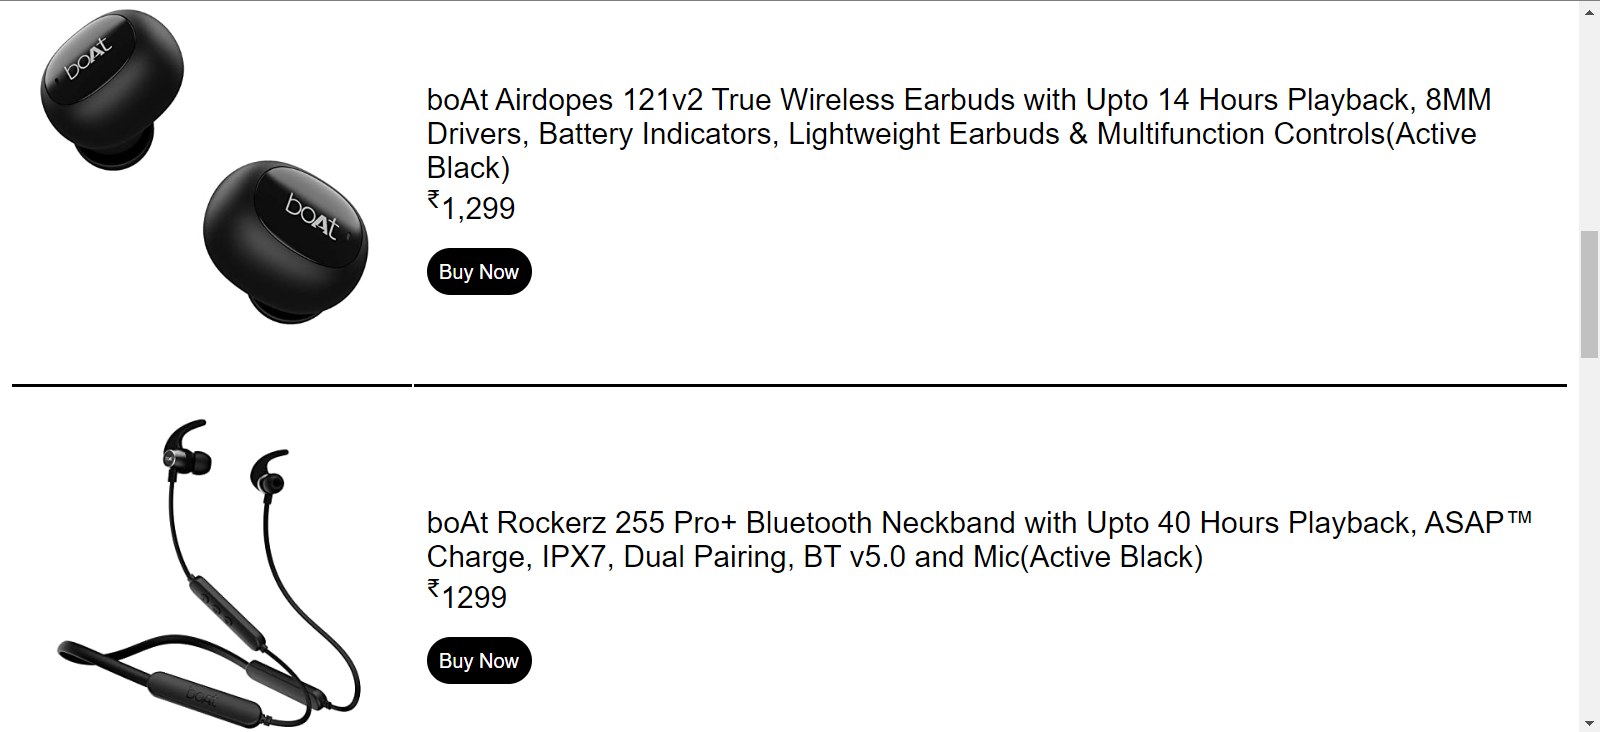 boAt
boAt
boAt Airdopes 121v2 True Wireless Earbuds with Upto 14 Hours Playback, 8MM
Drivers, Battery Indicators, Lightweight Earbuds & Multifunction Controls(Active
Black)
₹1,299
Buy Now
boAt Rockerz 255 Pro+ Bluetooth Neckband with Upto 40 Hours Playback, ASAP™
Charge, IPX7, Dual Pairing, BT v5.0 and Mic(Active Black)
₹1299
Buy Now
boAt